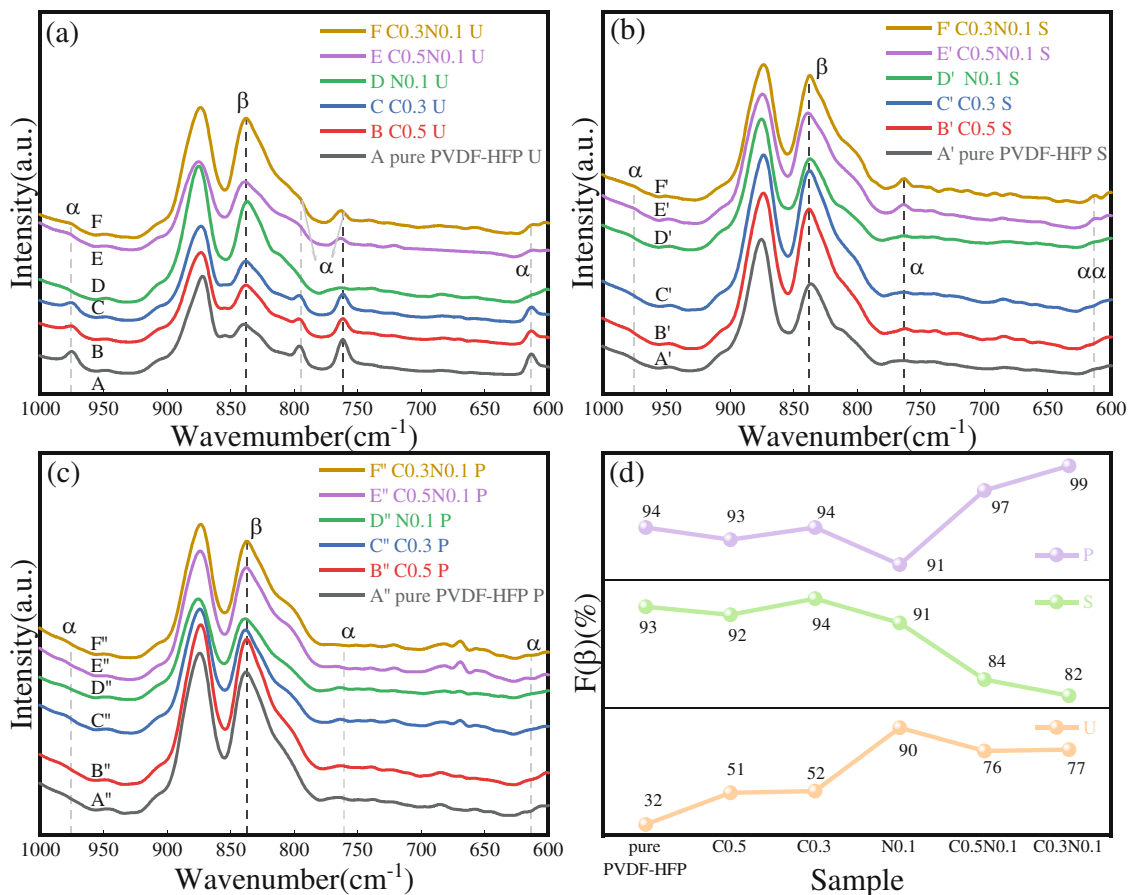 (a)
F C0.3N0.1 U
E C0.5N0.1 U
D N0.1 U
C C0.3 U
B C0.5 U
A pure PVDF-HFP U
β
α
α
α
F
E
D
C
B
A
Intensity(a.u.)
1000 950 900 850 800 750 700 650 600
Wavemumber(cm-1)
(b)
F' C0.3N0.1 S
E' C0.5N0.1 S
D' N0.1 S
C' C0.3 S
B' C0.5 S
A' pure PVDF-HFP S
β
α
α
αα
F'
E'
D'
C'
B'
A'
Intensity(a.u.)
1000 950 900 850 800 750 700 650 600
Wavenumber(cm-1)
(c)
F" C0.3N0.1 P
E" C0.5N0.1 P
D" N0.1 P
C" C0.3 P
B" C0.5 P
A" pure PVDF-HFP P
β
α
α
α
F"
E"
D"
C"
B"
A"
Intensity(a.u.)
1000 950 900 850 800 750 700 650 600
Wavenumber(cm-1)
(d)
94 93 94 91 97 99
P
93 92 94 91 84 82
S
32 51 52 90 76 77
U
F(β)(%)
pure PVDF-HFP C0.5 C0.3 N0.1 C0.5N0.1 C0.3N0.1
Sample